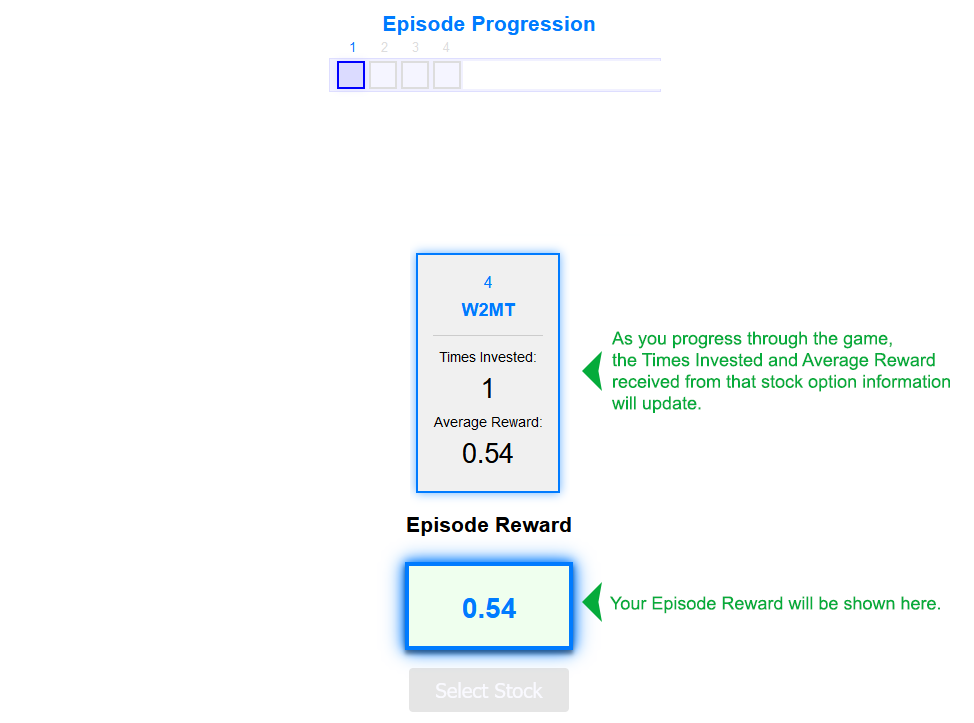 Episode Progression
1 2 3 4
4
W2MT
Times Invested:
1
Average Reward:
0.54
As you progress through the game,
the Times Invested and Average Reward
received from that stock option information
will update.
Episode Reward
0.54
Your Episode Reward will be shown here.
Select Stock